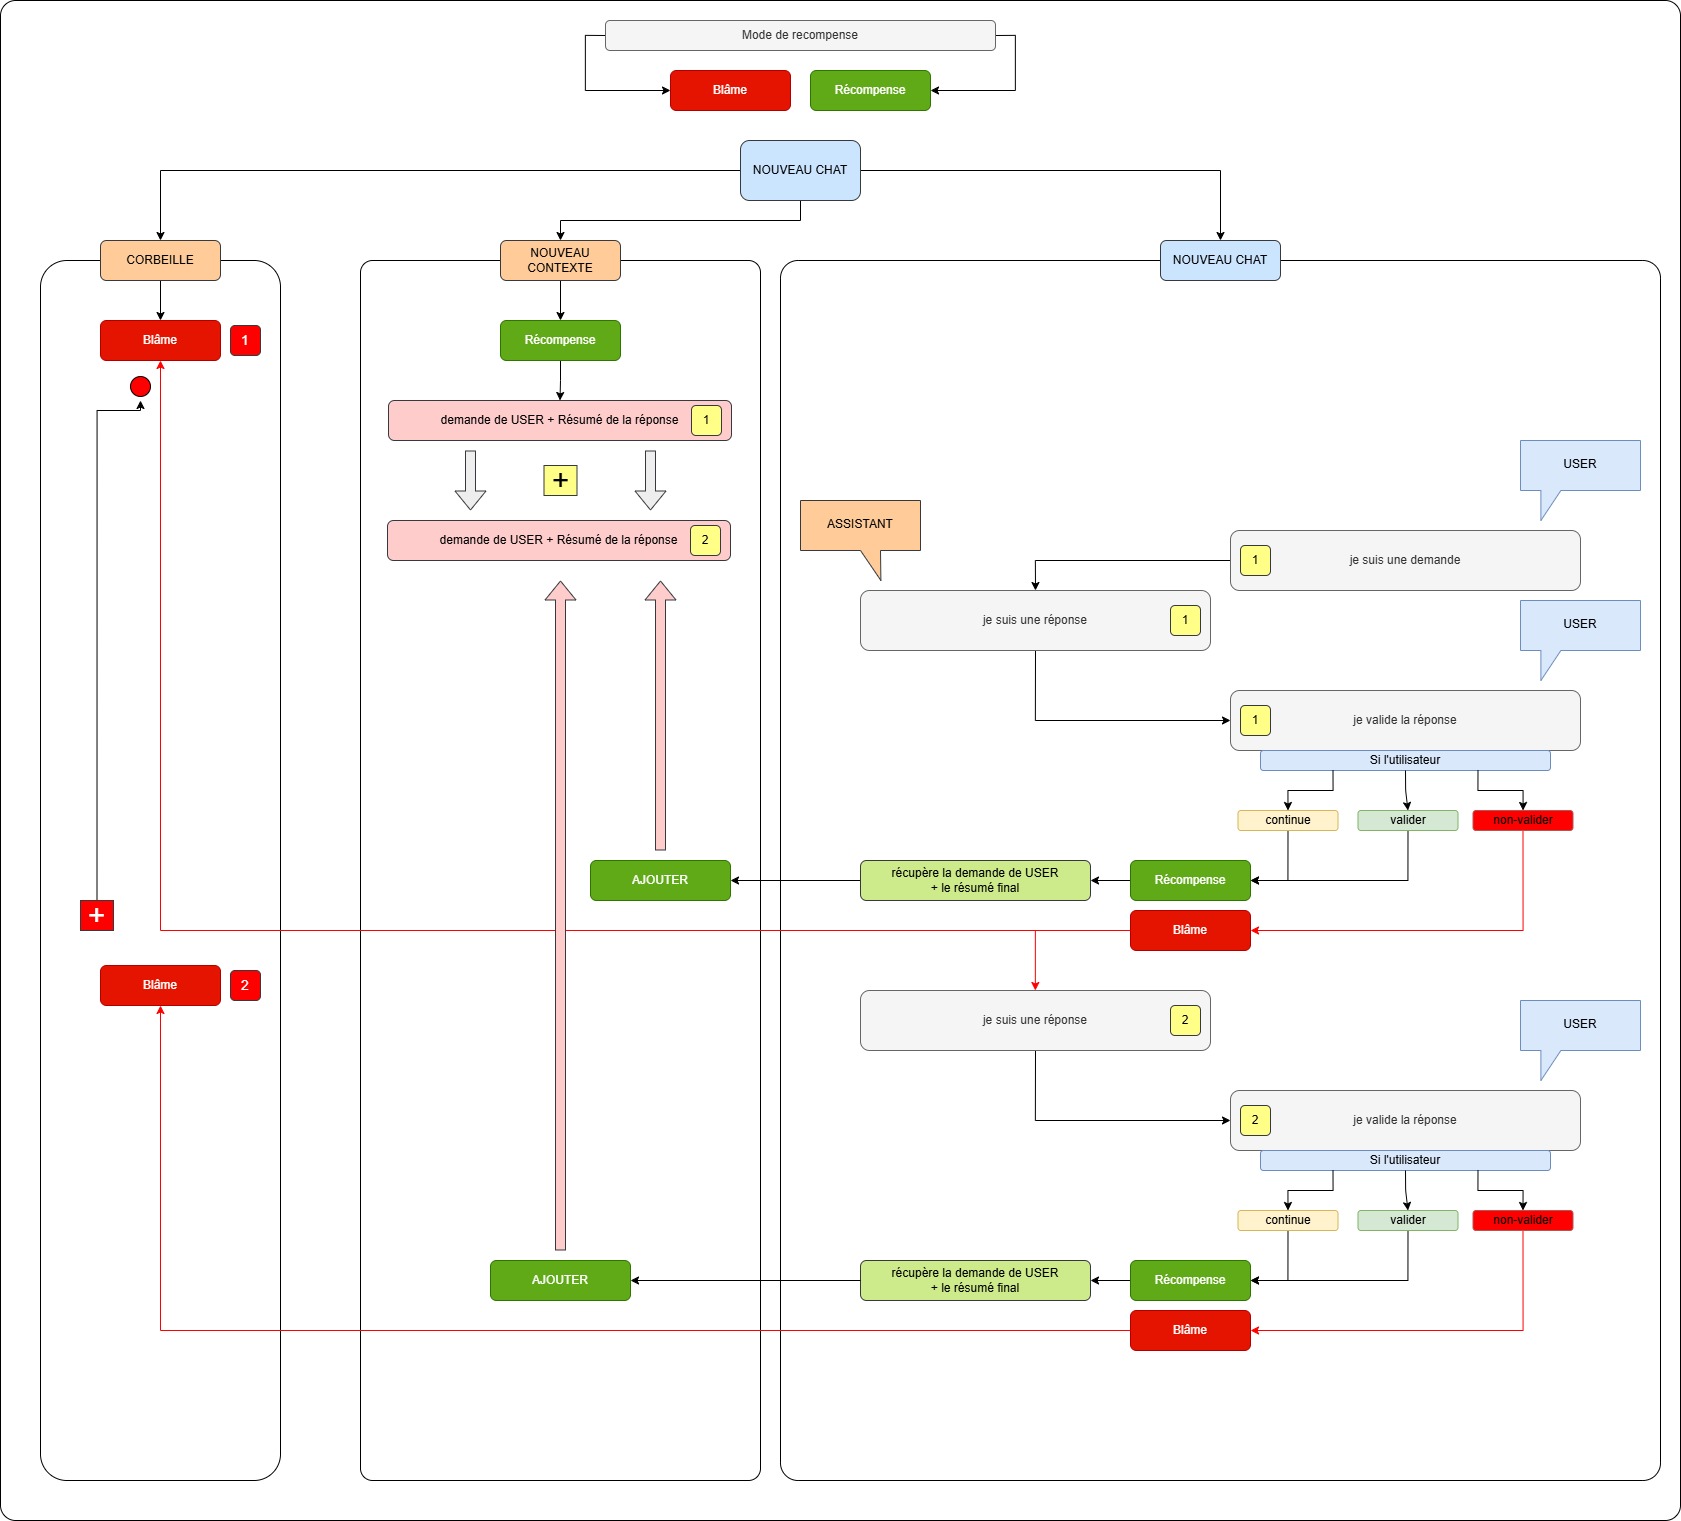 Mode de recompense
Blâme
Récompense
NOUVEAU CHAT
CORBEILLE
NOUVEAU
CONTEXTE
NOUVEAU CHAT
Blâme
1
Récompense
demande de USER + Résumé de la réponse
1
+
demande de USER + Résumé de la réponse
2
USER
ASSISTANT
1
je suis une demande
je suis une réponse
1
USER
1
je valide la réponse
Si l'utilisateur
continue
valider
non-valider
AJOUTER
récupère la demande de USER
+ le résumé final
Récompense
+
Blâme
Blâme
2
je suis une réponse
2
USER
2
je valide la réponse
Si l'utilisateur
continue
valider
non-valider
AJOUTER
récupère la demande de USER
+ le résumé final
Récompense
Blâme